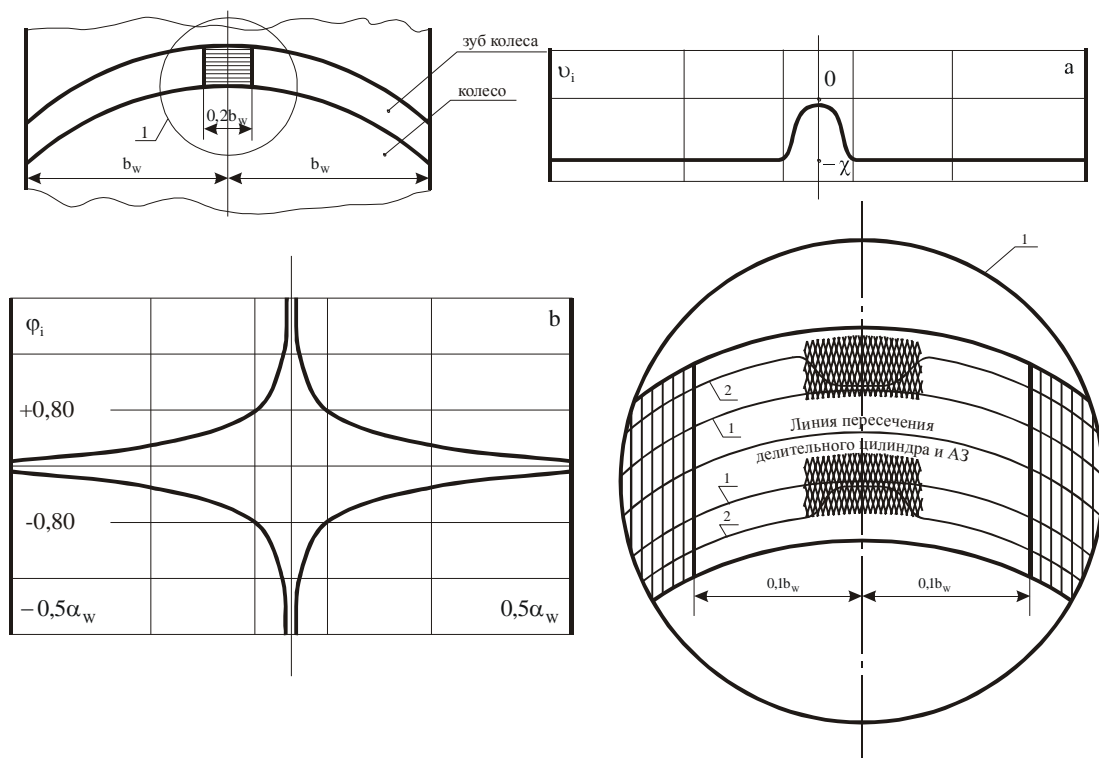 зуб колеса
колесо
0,2b_w
1
b_w
b_w
υ_i
a
0
−χ
φ_i
b
+0,80
-0,80
−0,5α_w
0,5α_w
1
2
1
Линия пересечения
делительного цилиндра и АЗ
1
2
0,1b_w
0,1b_w